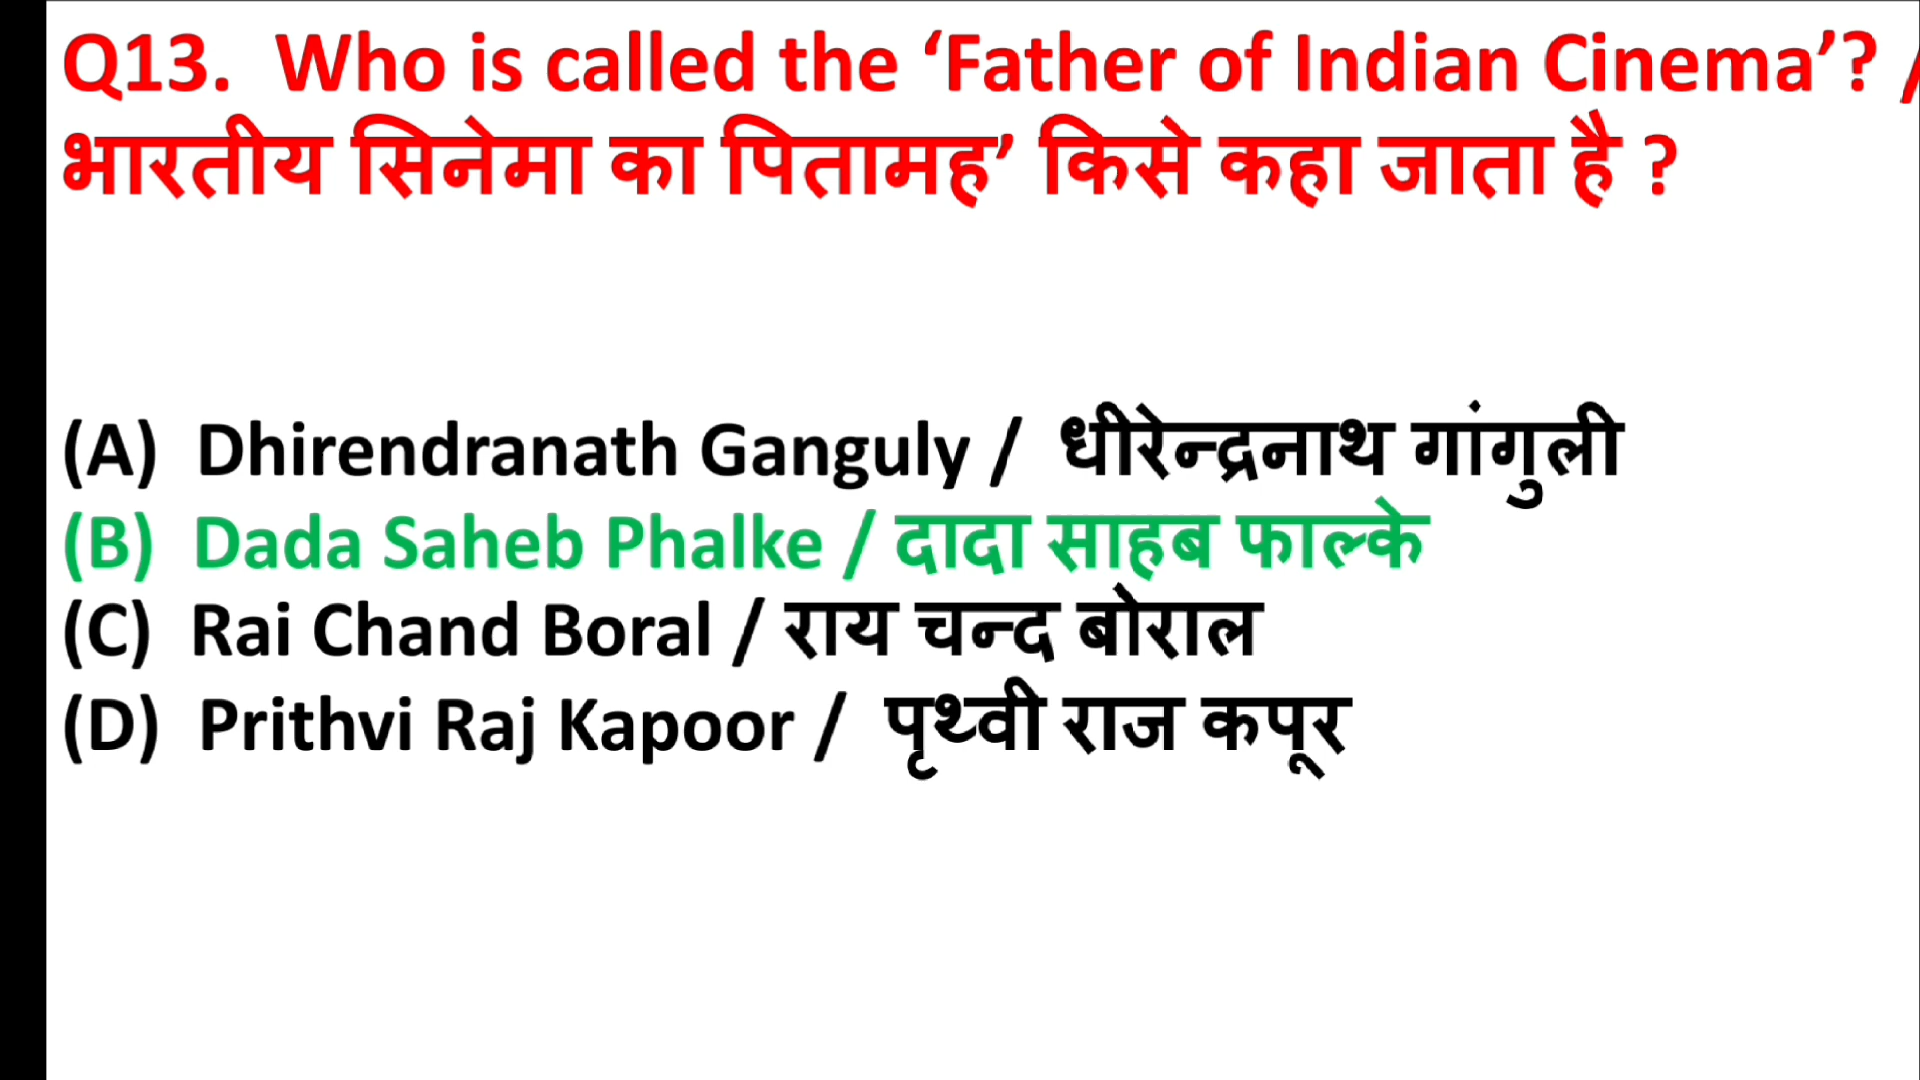 Q13.  Who is called the ‘Father of Indian Cinema’? /
भारतीय सिनेमा का पितामह’ किसे कहा जाता है ?
(A)  Dhirendranath Ganguly /  धीरेन्द्रनाथ गांगुली
(B)  Dada Saheb Phalke / दादा साहब फाल्के
(C)  Rai Chand Boral / राय चन्द बोराल
(D)  Prithvi Raj Kapoor /  पृथ्वी राज कपूर